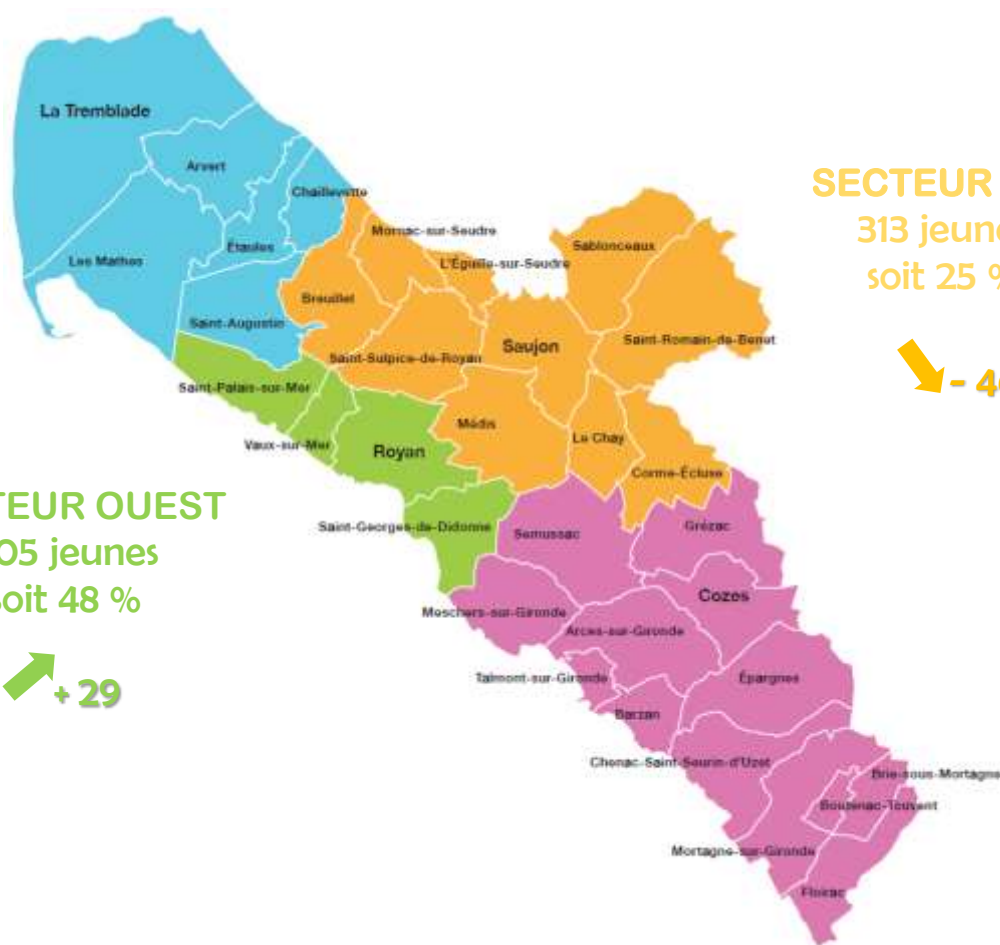 La Tremblade
Arvert
Chaillevette
Mornac-sur-Seudre
L'Éguille-sur-Seudre
Sablonceaux
Les Mathes
Étaules
Breuillet
Saint-Augustin
Saint-Sulpice-de-Royan
Saujon
Saint-Romain-de-Benet
Saint-Palais-sur-Mer
Médis
Le Chay
Vaux-sur-Mer
Royan
Corme-Écluse
SECTEUR
313 jeune
soit 25 %
- 4
TEUR OUEST
05 jeunes
soit 48 %
+ 29
Saint-Georges-de-Didonne
Semussac
Grézac
Cozes
Meschers-sur-Gironde
Arces-sur-Gironde
Talmont-sur-Gironde
Épargnes
Barzan
Chenac-Saint-Seurin-d'Uzet
Brie-sous-Mortagne
Boutenac-Touvent
Mortagne-sur-Gironde
Floirac